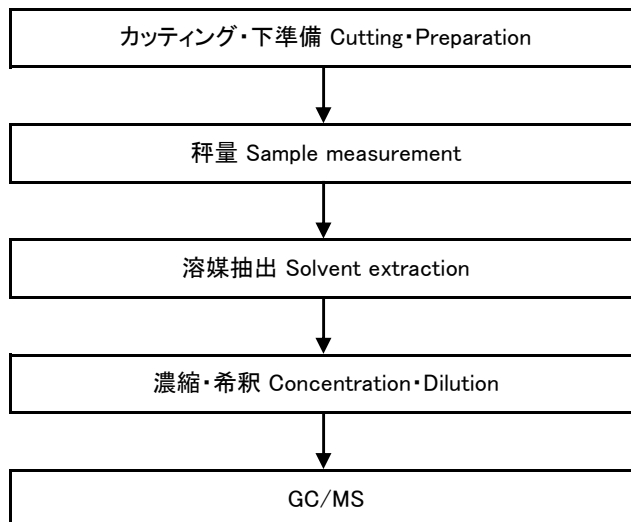 カッティング・下準備 Cutting・Preparation
秤量 Sample measurement
溶媒抽出 Solvent extraction
濃縮・希釈 Concentration・Dilution
GC/MS